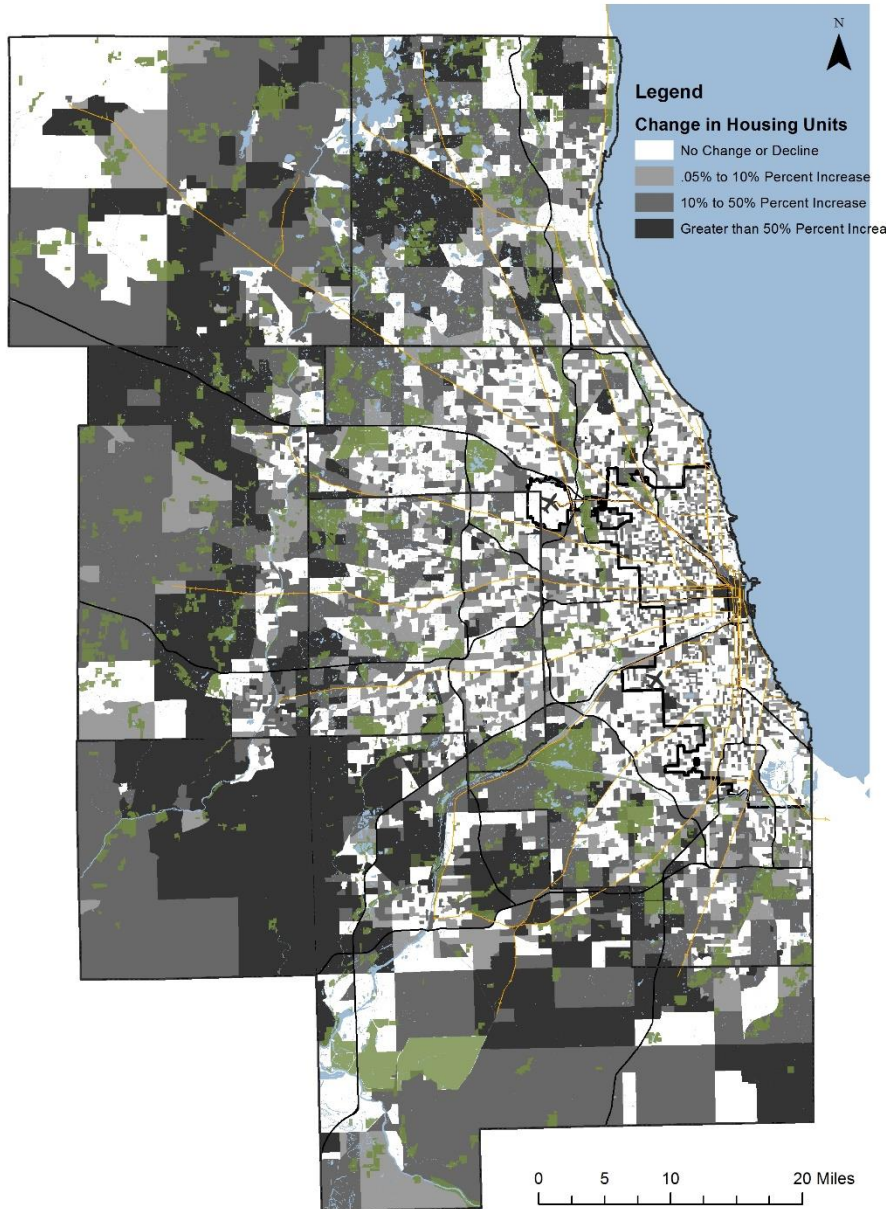 N
Legend
Change in Housing Units
No Change or Decline
.05% to 10% Percent Increase
10% to 50% Percent Increase
Greater than 50% Percent Increa
0 5 10 20 Miles